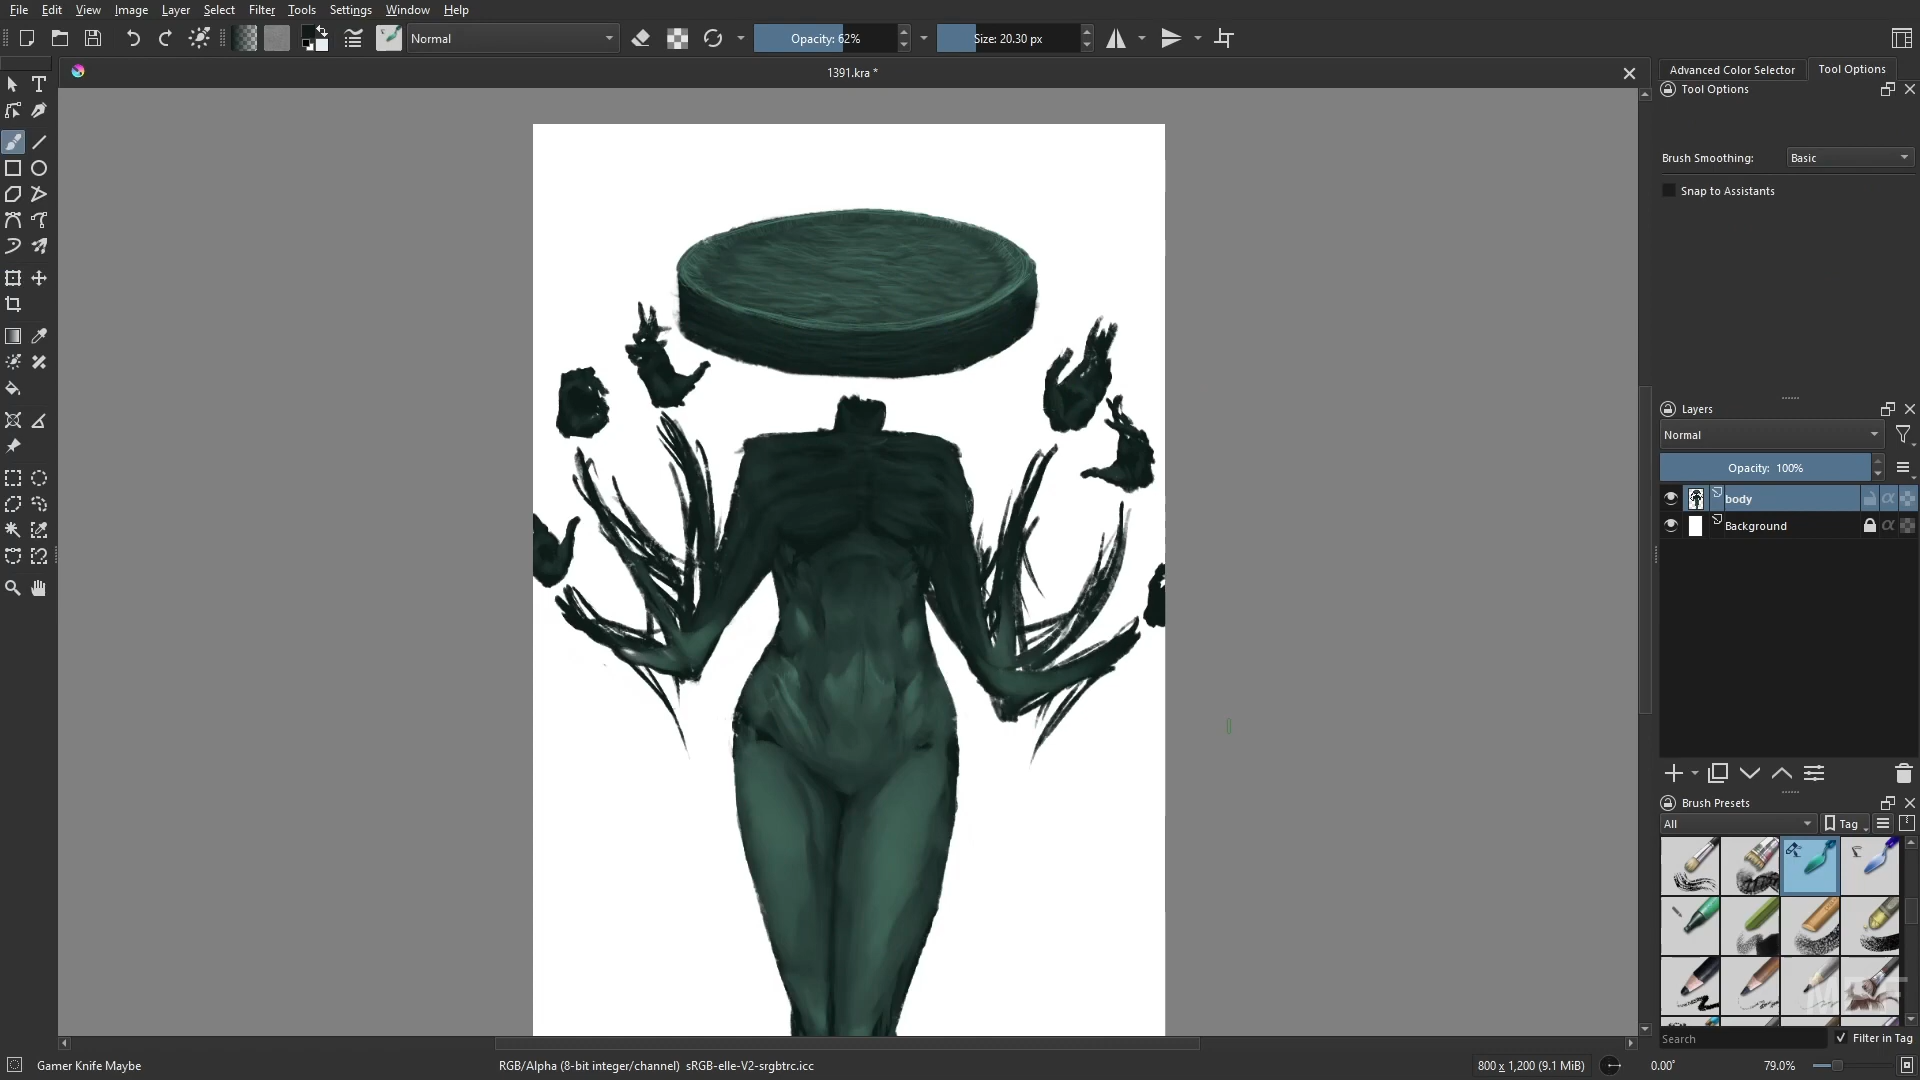 File Edit View Image Layer Select Filter Tools Settings Window Help
Normal
Opacity: 62%
Size: 20.30 px
1391.kra *
Advanced Color Selector
Tool Options
Tool Options
Brush Smoothing:
Basic
Snap to Assistants
Layers
Normal
Opacity: 100%
body
Background
Brush Presets
All
Tag
Search
Filter in Tag
Gamer Knife Maybe
RGB/Alpha (8-bit integer/channel) sRGB-elle-V2-srgbtrc.icc
800 x 1,200 (9.1 MiB)
0.00°
79.0%